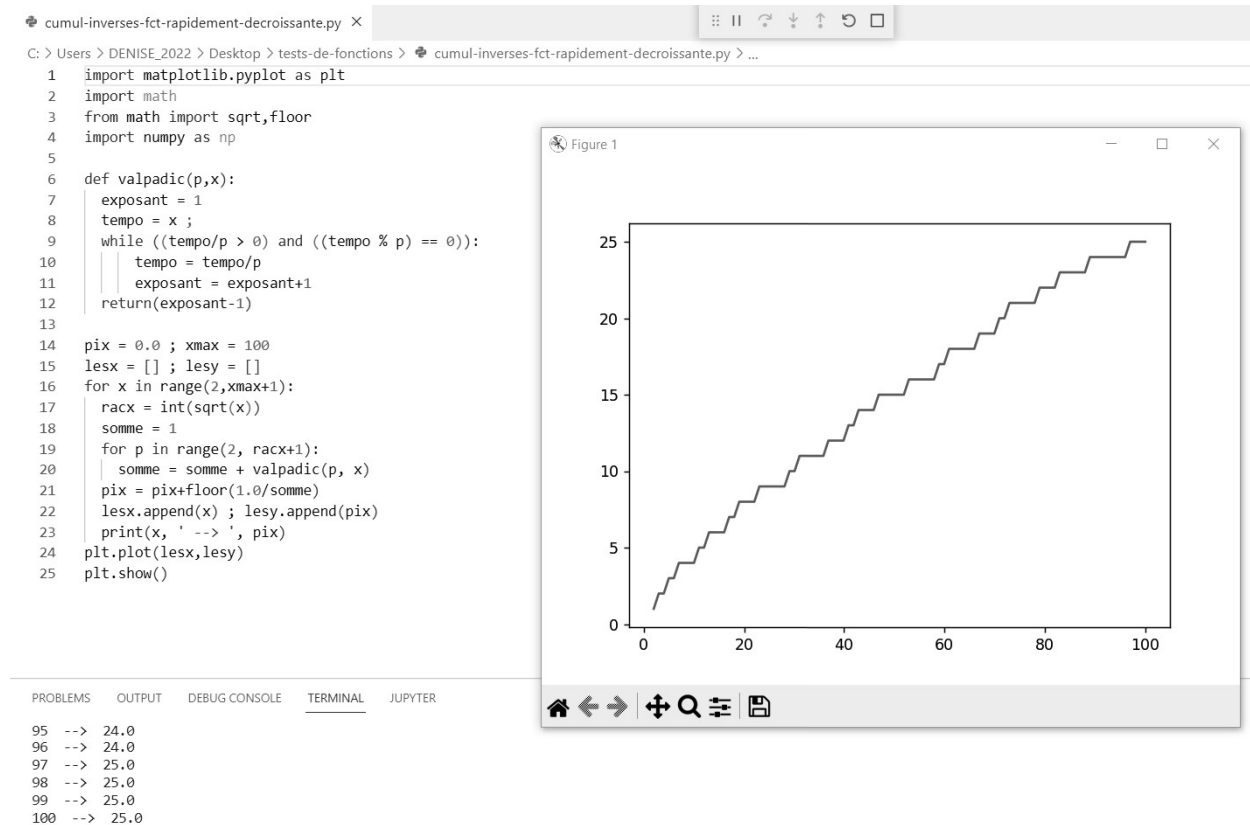 cumul-inverses-fct-rapidement-decroissante.py
C: > Users > DENISE_2022 > Desktop > tests-de-fonctions > cumul-inverses-fct-rapidement-decroissante.py > ...
1 import matplotlib.pyplot as plt
2 import math
3 from math import sqrt,floor
4 import numpy as np
5
6 def valpadic(p,x):
7   exposant = 1
8   tempo = x ;
9   while ((tempo/p > 0) and ((tempo % p) == 0)):
10       tempo = tempo/p
11       exposant = exposant+1
12   return(exposant-1)
13
14 pix = 0.0 ; xmax = 100
15 lesx = [] ; lesy = []
16 for x in range(2,xmax+1):
17   racx = int(sqrt(x))
18   somme = 1
19   for p in range(2, racx+1):
20     somme = somme + valpadic(p, x)
21   pix = pix+floor(1.0/somme)
22   lesx.append(x) ; lesy.append(pix)
23   print(x, ' --> ', pix)
24 plt.plot(lesx,lesy)
25 plt.show()
Figure 1
25
20
15
10
5
0
0 20 40 60 80 100
PROBLEMS OUTPUT DEBUG CONSOLE TERMINAL JUPYTER
95  -->  24.0
96  -->  24.0
97  -->  25.0
98  -->  25.0
99  -->  25.0
100  -->  25.0